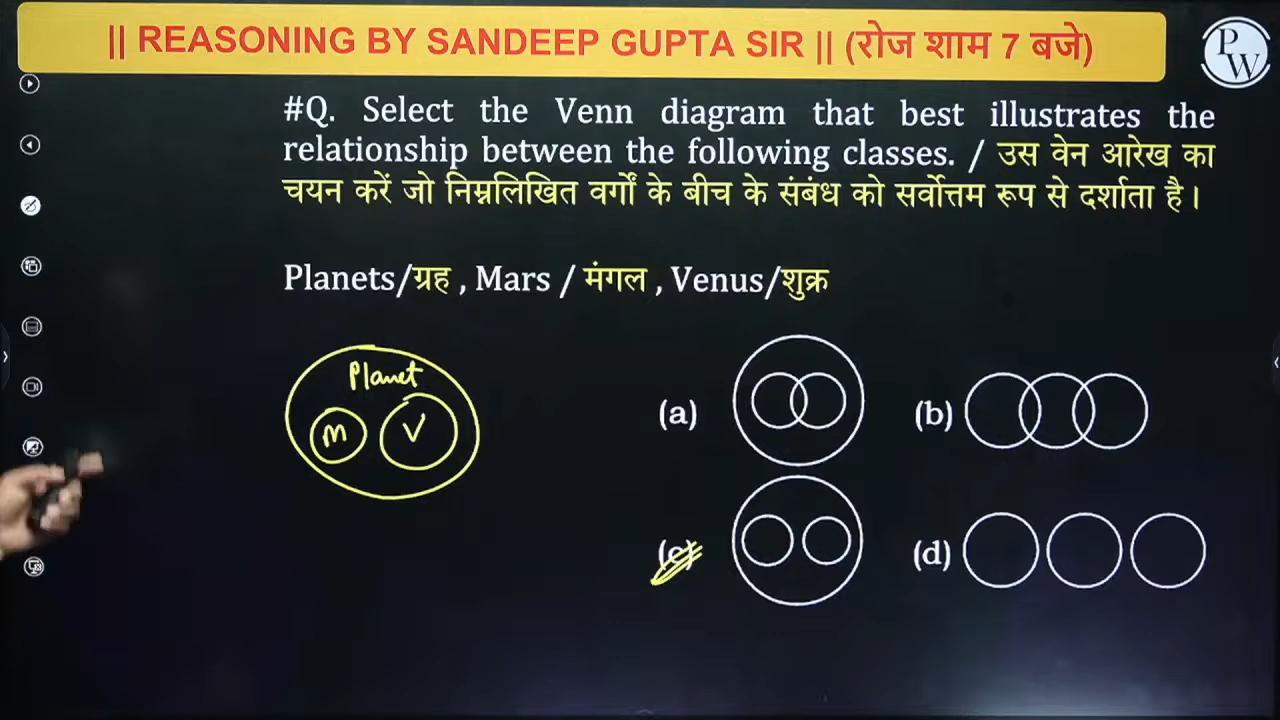 || REASONING BY SANDEEP GUPTA SIR || (रोज शाम 7 बजे)
PW
#Q. Select the Venn diagram that best illustrates the
relationship between the following classes. / उस वेन आरेख का
चयन करें जो निम्नलिखित वर्गों के बीच के संबंध को सर्वोत्तम रूप से दर्शाता है।
Planets/ग्रह , Mars / मंगल , Venus/शुक्र
Planet
M
V
(a)
(b)
(c)
(d)